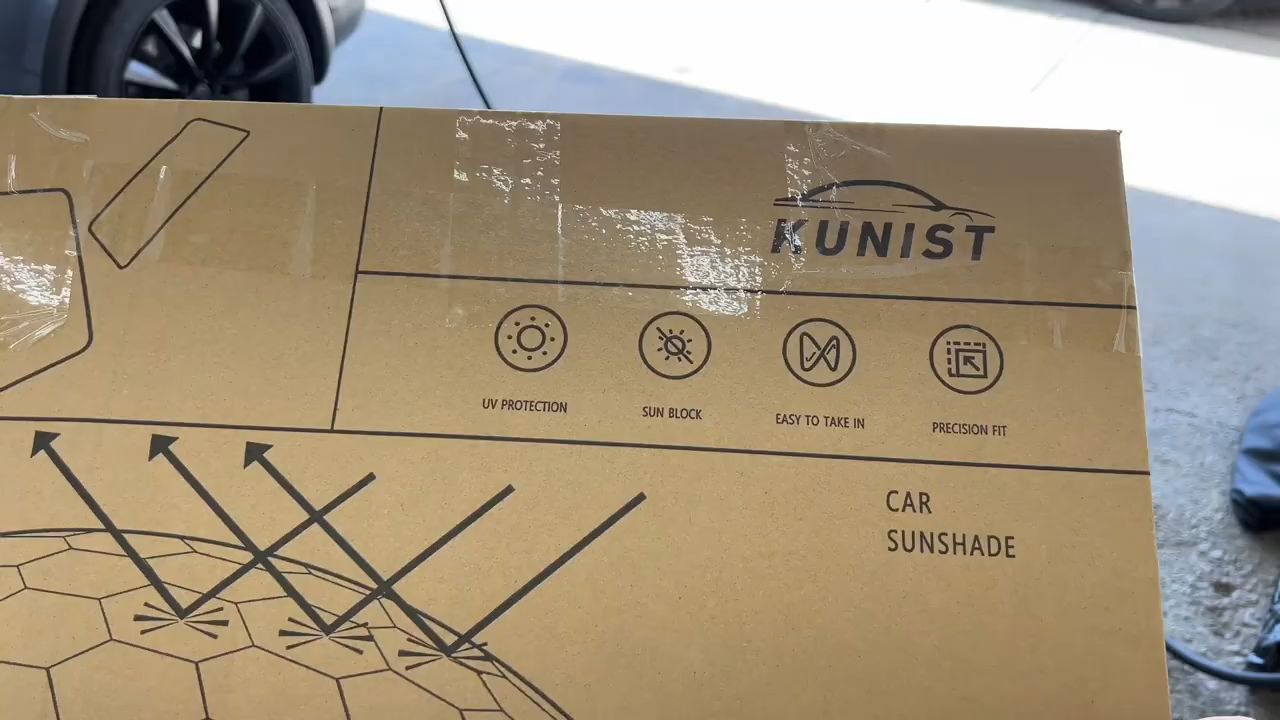 KUNIST
UV PROTECTION
SUN BLOCK
EASY TO TAKE IN
PRECISION FIT
CAR
SUNSHADE